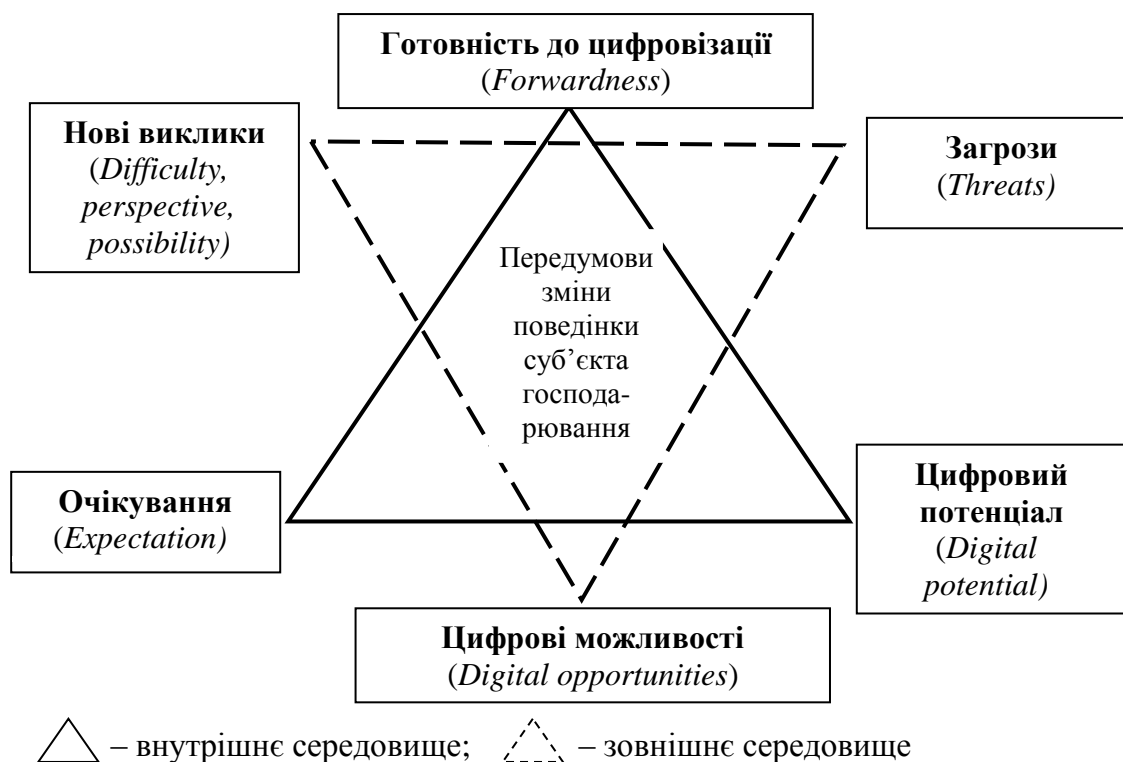 Готовність до цифровізації
(Forwardness)
Нові виклики
(Difficulty,
perspective,
possibility)
Загрози
(Threats)
Передумови
зміни
поведінки
суб’єкта
господа-
рювання
Очікування
(Expectation)
Цифровий
потенціал
(Digital
potential)
Цифрові можливості
(Digital opportunities)
– внутрішнє середовище; – зовнішнє середовище